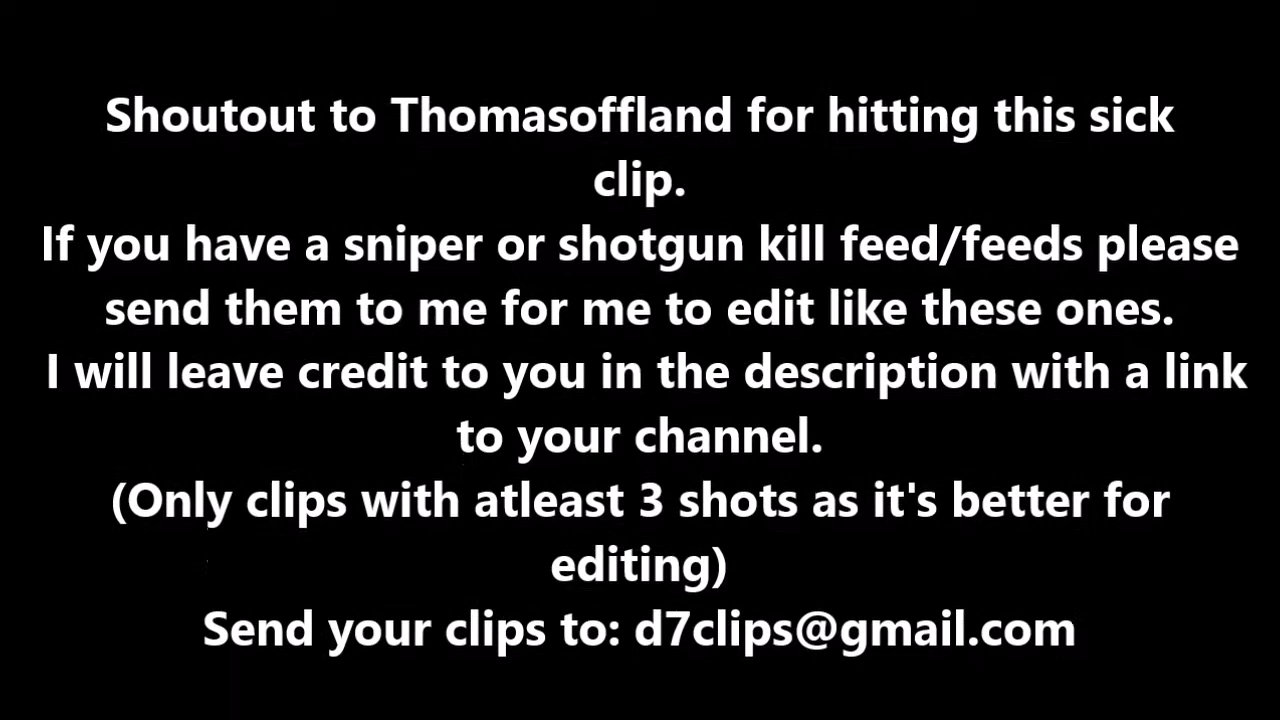 Shoutout to Thomasoffland for hitting this sick
clip.
If you have a sniper or shotgun kill feed/feeds please
send them to me for me to edit like these ones.
I will leave credit to you in the description with a link
to your channel.
(Only clips with atleast 3 shots as it's better for
editing)
Send your clips to: d7clips@gmail.com